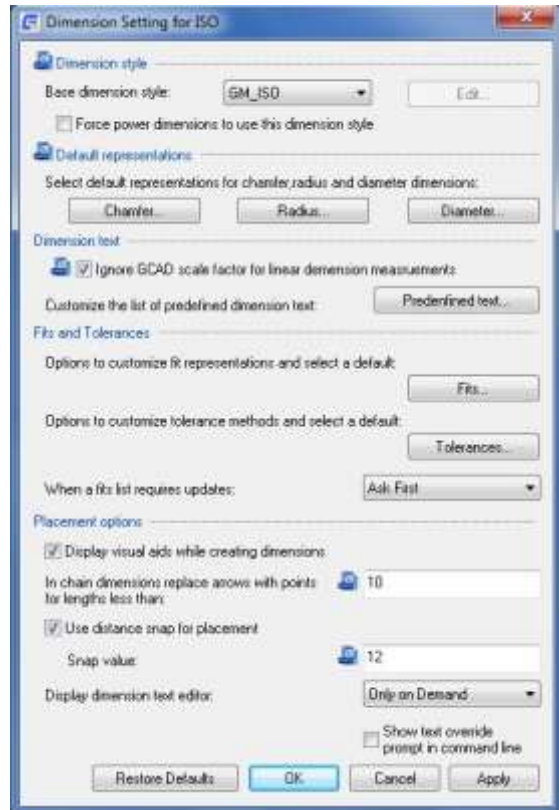 Dimension Setting for ISO
Dimension style
Base dimension style:
GM_ISO
Edit...
Force power dimensions to use this dimension style
Default representations
Select default representations for chamfer,radius and diameter dimensions:
Chamfer...
Radius...
Diameter...
Dimension text
Ignore GCAD scale factor for linear demension measruements
Customize the list of predefined dimension text:
Predenfined text...
Fits and Tolerances
Options to customize fit representations and select a default:
Fits...
Options to customize tolerance methods and select a default:
Tolerances...
When a fits list requires updates:
Ask First
Placement options
Display visual aids while creating dimensions
In chain dimensions replace arrows with points
for lengths less than:
10
Use distance snap for placement
Snap value:
12
Display dimension text editor:
Only on Demand
Show text override
prompt in command line
Restore Defaults
OK
Cancel
Apply